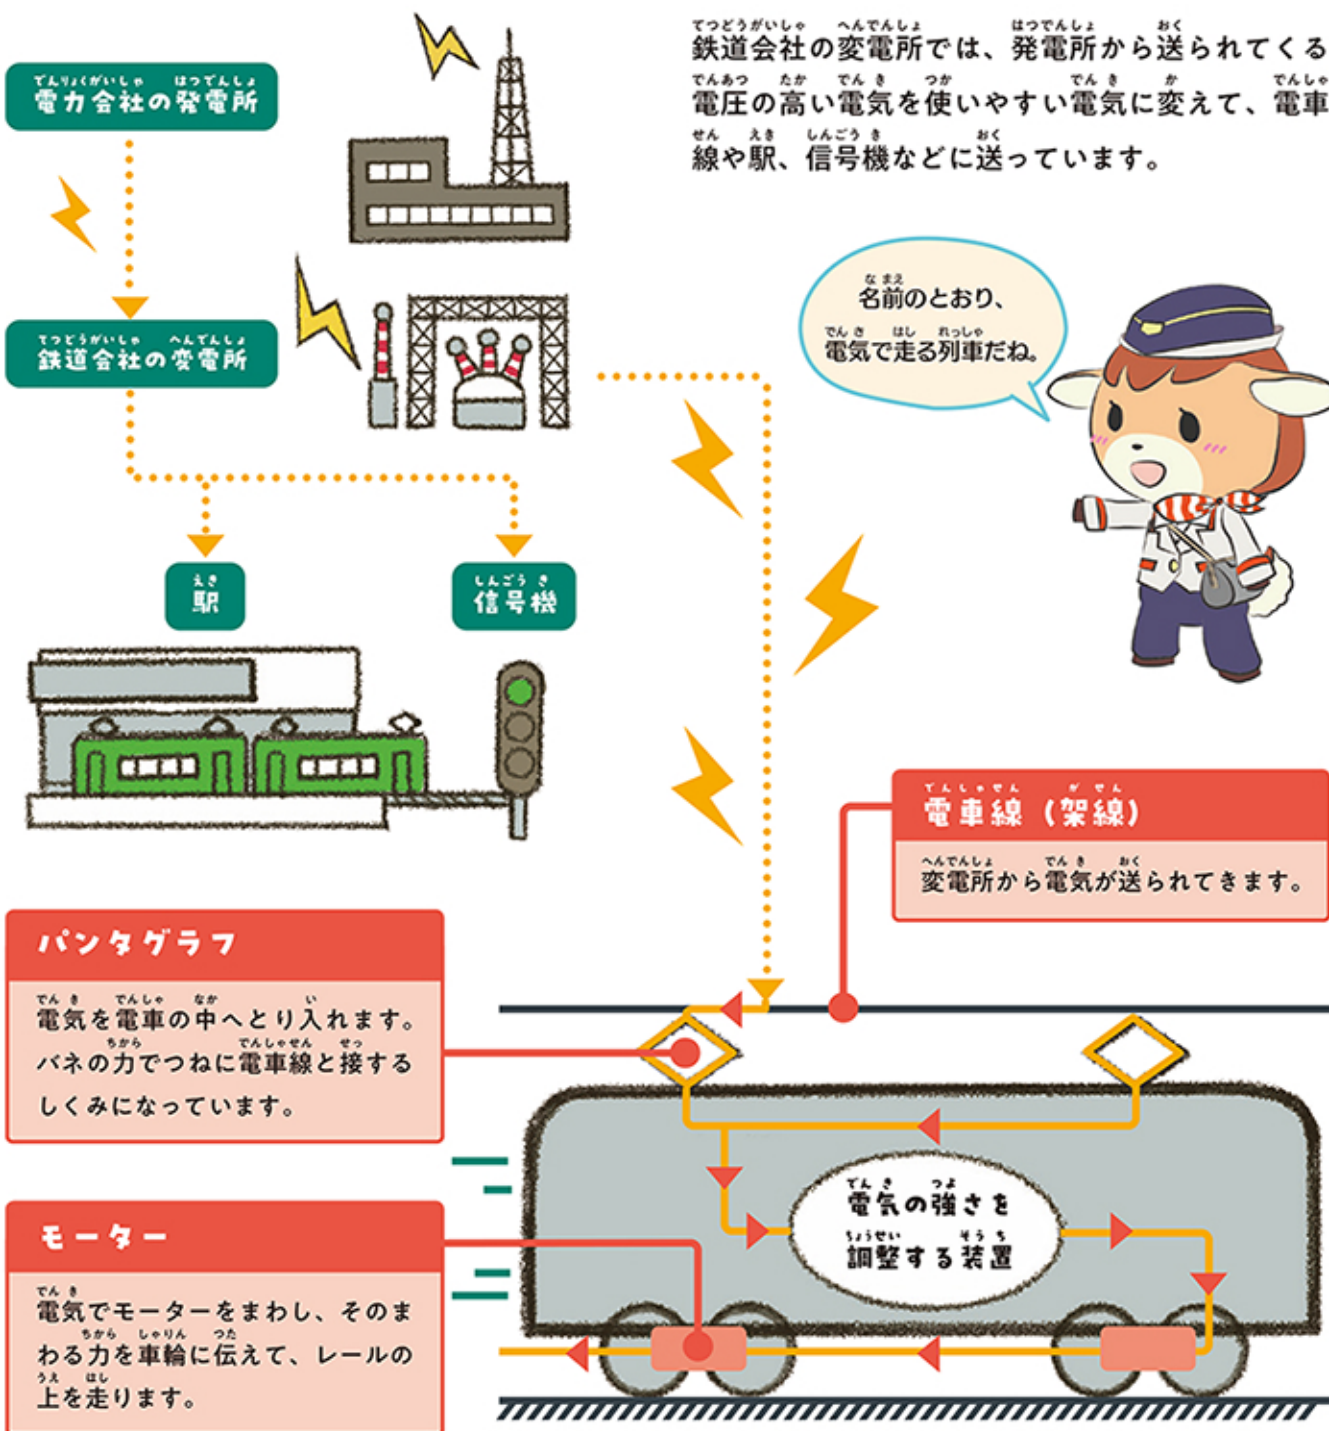 電力会社の発電所
鉄道会社の変電所では、発電所から送られてくる
電圧の高い電気を使いやすい電気に変えて、電車
線や駅、信号機などに送っています。
鉄道会社の変電所
名前のとおり、
電気で走る列車だね。
駅
信号機
電車線(架線)
変電所から電気が送られてきます。
パンタグラフ
電気を電車の中へとり入れます。
バネの力でつねに電車線と接する
しくみになっています。
電気の強さを
調整する装置
モーター
電気でモーターをまわし、そのま
わる力を車輪に伝えて、レールの
上を走ります。